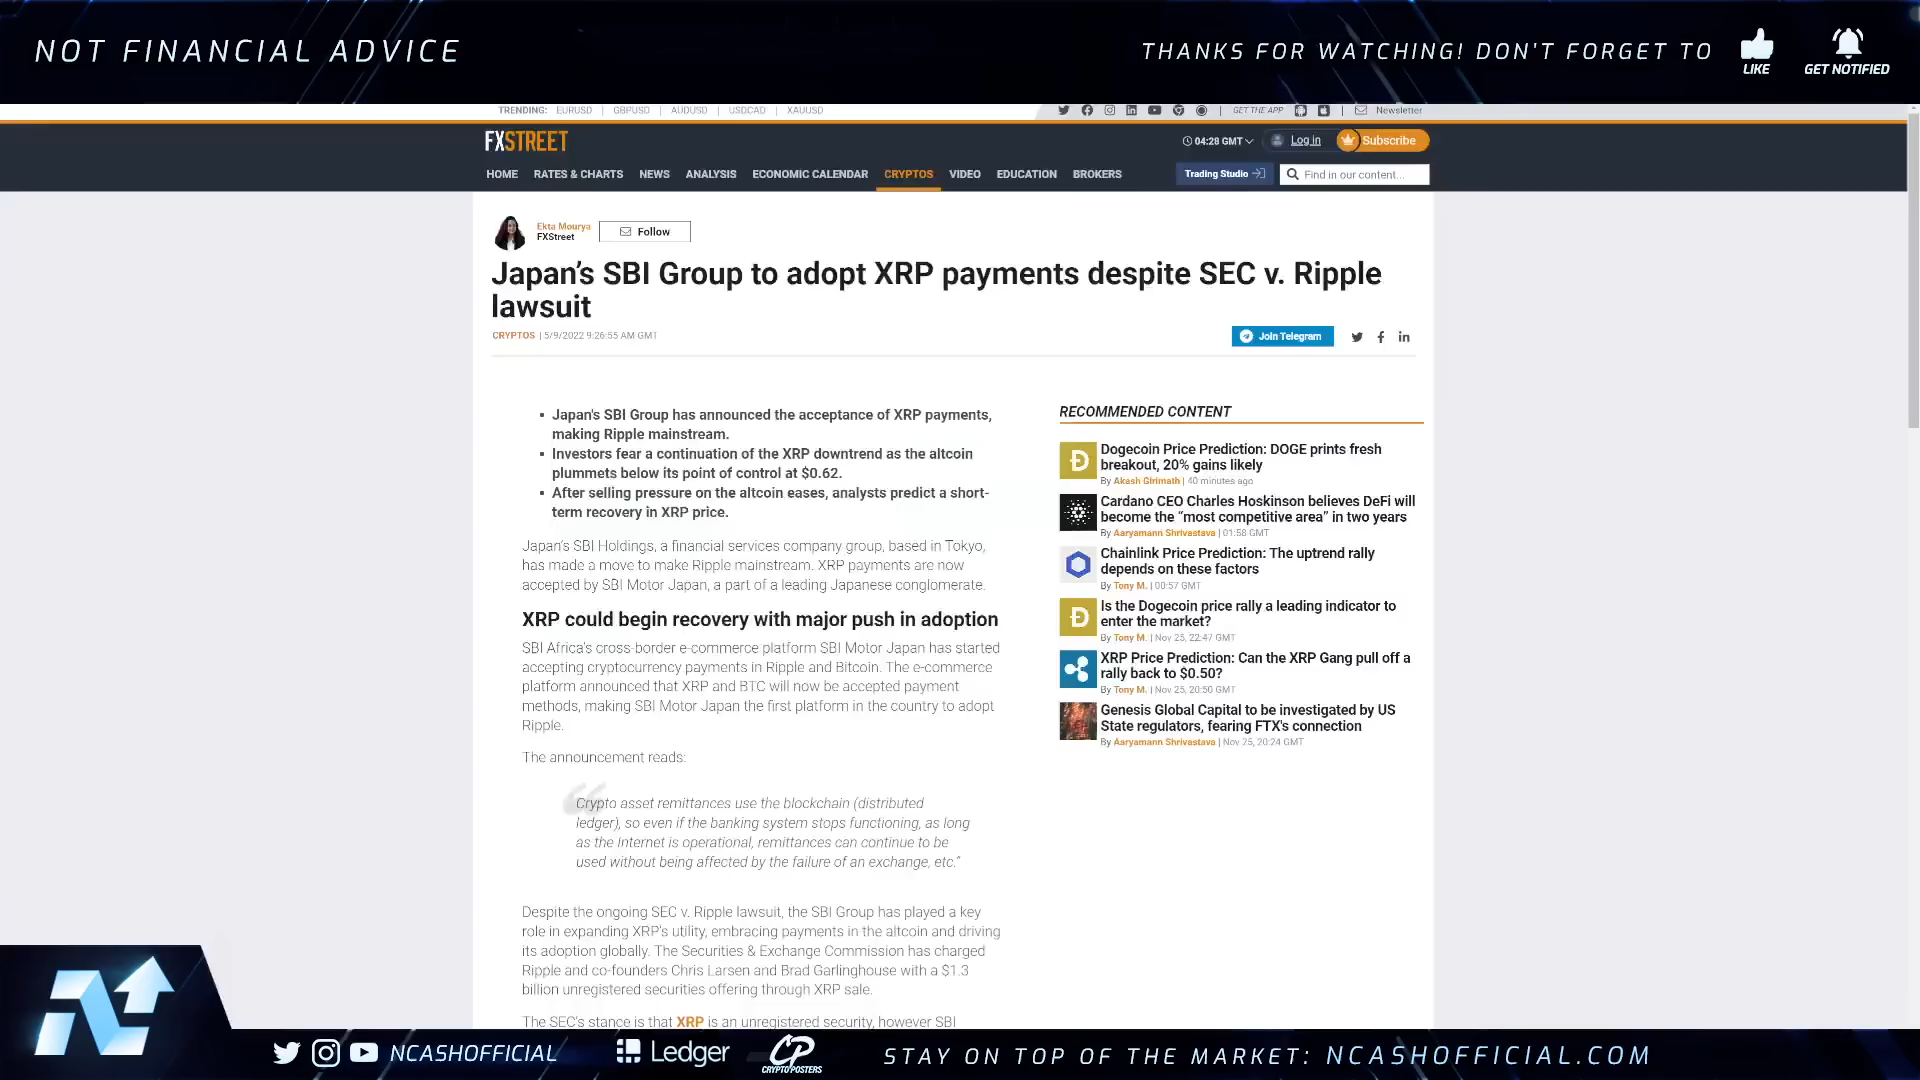 NOT FINANCIAL ADVICE
THANKS FOR WATCHING! DON'T FORGET TO
LIKE
GET NOTIFIED
TRENDING: EURUSD | GBPUSD | AUDUSD | USDCAD | XAUUSD
GET THE APP
Newsletter
FXSTREET
04:28 GMT
Log in
Subscribe
HOME RATES & CHARTS NEWS ANALYSIS ECONOMIC CALENDAR CRYPTOS VIDEO EDUCATION BROKERS
Trading Studio
Find in our content...
Ekta Mourya
FXStreet
Follow
Japan's SBI Group to adopt XRP payments despite SEC v. Ripple
lawsuit
CRYPTOS | 5/9/2022 9:26:55 AM GMT
Join Telegram
• Japan's SBI Group has announced the acceptance of XRP payments,
making Ripple mainstream.
• Investors fear a continuation of the XRP downtrend as the altcoin
plummets below its point of control at $0.62.
• After selling pressure on the altcoin eases, analysts predict a short-
term recovery in XRP price.
Japan's SBI Holdings, a financial services company group, based in Tokyo,
has made a move to make Ripple mainstream. XRP payments are now
accepted by SBI Motor Japan, a part of a leading Japanese conglomerate.
XRP could begin recovery with major push in adoption
SBI Africa's cross-border e-commerce platform SBI Motor Japan has started
accepting cryptocurrency payments in Ripple and Bitcoin. The e-commerce
platform announced that XRP and BTC will now be accepted payment
methods, making SBI Motor Japan the first platform in the country to adopt
Ripple.
The announcement reads:
Crypto asset remittances use the blockchain (distributed
ledger), so even if the banking system stops functioning, as long
as the Internet is operational, remittances can continue to be
used without being affected by the failure of an exchange, etc."
Despite the ongoing SEC v. Ripple lawsuit, the SBI Group has played a key
role in expanding XRP's utility, embracing payments in the altcoin and driving
its adoption globally. The Securities & Exchange Commission has charged
Ripple and co-founders Chris Larsen and Brad Garlinghouse with a $1.3
billion unregistered securities offering through XRP sale.
The SEC's stance is that XRP is an unregistered security, however SBI
RECOMMENDED CONTENT
Dogecoin Price Prediction: DOGE prints fresh
breakout, 20% gains likely
By Akash Girimath | 40 minutes ago
Cardano CEO Charles Hoskinson believes DeFi will
become the “most competitive area” in two years
By Aaryamann Shrivastava | 01:58 GMT
Chainlink Price Prediction: The uptrend rally
depends on these factors
By Tony M. | 00:57 GMT
Is the Dogecoin price rally a leading indicator to
enter the market?
By Tony M. | Nov 25, 22:47 GMT
XRP Price Prediction: Can the XRP Gang pull off a
rally back to $0.50?
By Tony M. | Nov 25, 20:50 GMT
Genesis Global Capital to be investigated by US
State regulators, fearing FTX's connection
By Aaryamann Shrivastava | Nov 25, 20:24 GMT
NCASHOFFICIAL
Ledger
CP
CRYPTO POSTERS
STAY ON TOP OF THE MARKET: NCASHOFFICIAL.COM